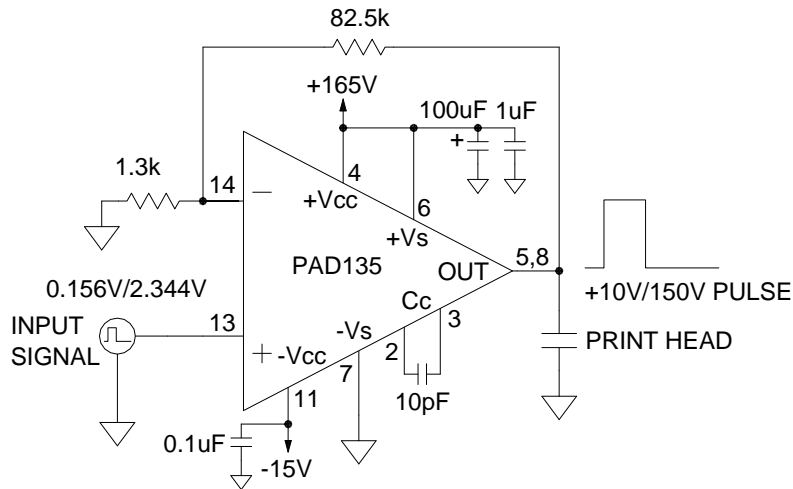 82.5k
+165V
100uF 1uF
+
1.3k
14
−
4
+Vcc
6
+Vs
PAD135
OUT
5,8
+10V/150V PULSE
0.156V/2.344V
INPUT
SIGNAL
13
+
-Vcc
-Vs
Cc
3
2
7
11
10pF
PRINT HEAD
0.1uF
-15V